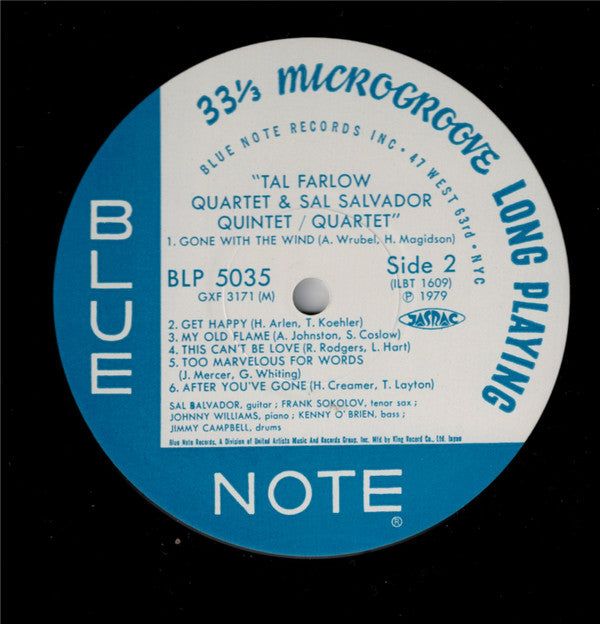 33⅓ MICROGROOVE LONG PLAYING
BLUE NOTE RECORDS INC • 47 WEST 63rd • NYC
"TAL FARLOW
QUARTET & SAL SALVADOR
QUINTET / QUARTET"
1. GONE WITH THE WIND (A. Wrubel, H. Magidson)
BLP 5035
GXF 3171 (M)
Side 2
(ILBT 1609)
℗ 1979
JASRAC
2. GET HAPPY (H. Arlen, T. Koehler)
3. MY OLD FLAME (A. Johnston, S. Coslow)
4. THIS CAN'T BE LOVE (R. Rodgers, L. Hart)
5. TOO MARVELOUS FOR WORDS
(J. Mercer, G. Whiting)
6. AFTER YOU'VE GONE (H. Creamer, T. Layton)
SAL BALVADOR, guitar ; FRANK SOKOLOV, tenor sax ;
JOHNNY WILLIAMS, piano ; KENNY O'BRIEN, bass ;
JIMMY CAMPBELL, drums
Blue Note Records, A Division of United Artists Music And Records Group, Inc. Mfd by King Record Co., Ltd. Japan
BLUE
NOTE®